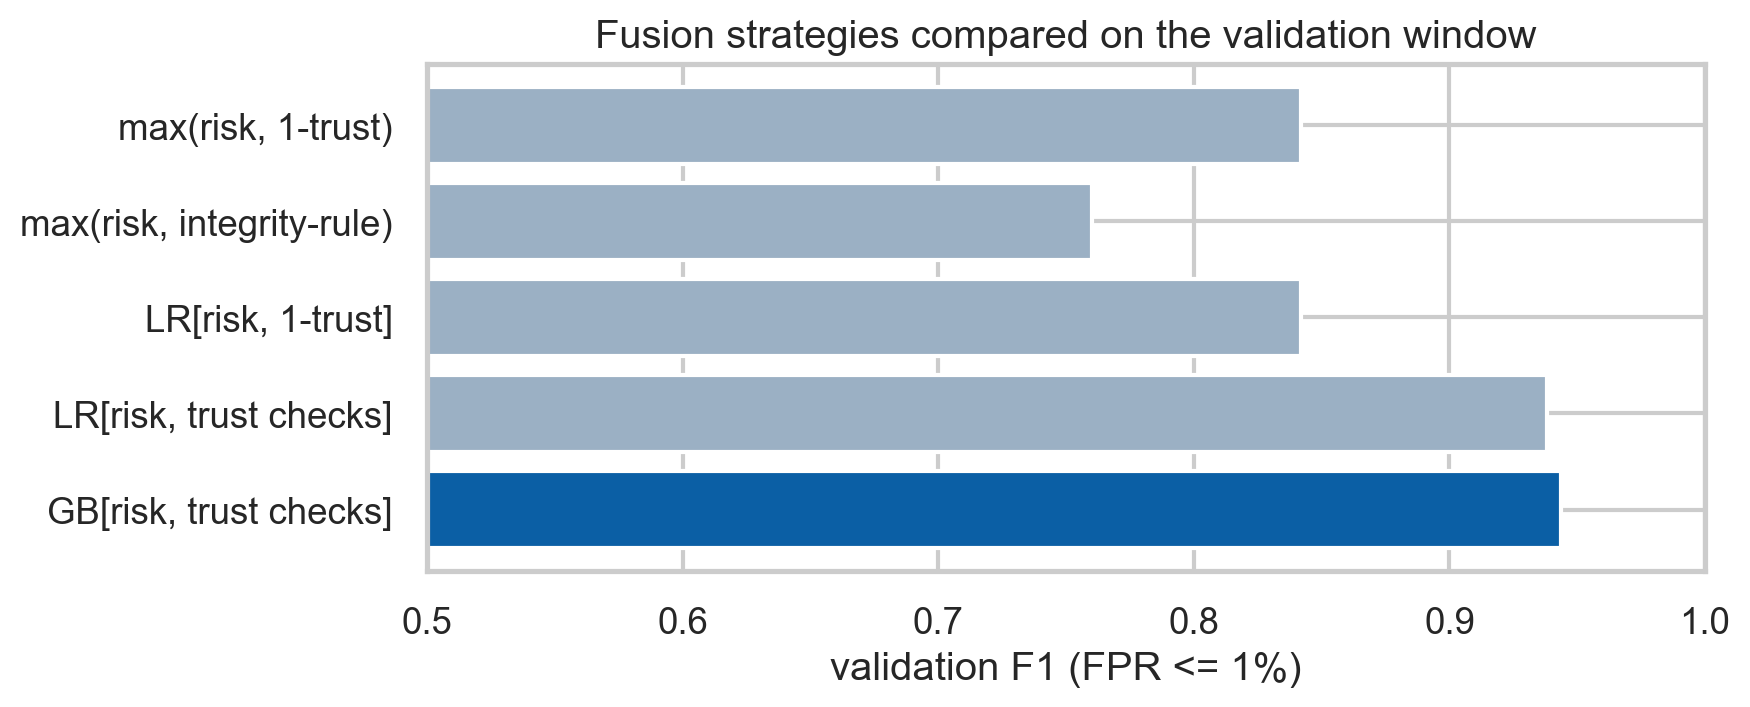 Fusion strategies compared on the validation window
max(risk, 1-trust)
max(risk, integrity-rule)
LR[risk, 1-trust]
LR[risk, trust checks]
GB[risk, trust checks]
0.5 0.6 0.7 0.8 0.9 1.0
validation F1 (FPR <= 1%)